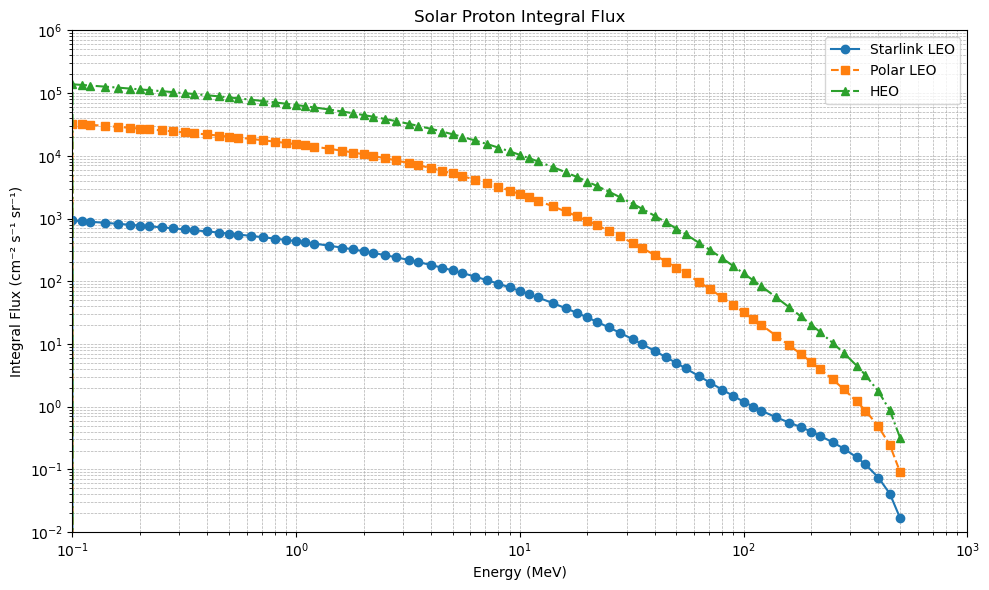 Solar Proton Integral Flux
Integral Flux (cm⁻² s⁻¹ sr⁻¹)
10⁶
10⁵
10⁴
10³
10²
10¹
10⁰
10⁻¹
10⁻²
Starlink LEO
Polar LEO
HEO
10⁻¹ 10⁰ 10¹ 10² 10³
Energy (MeV)